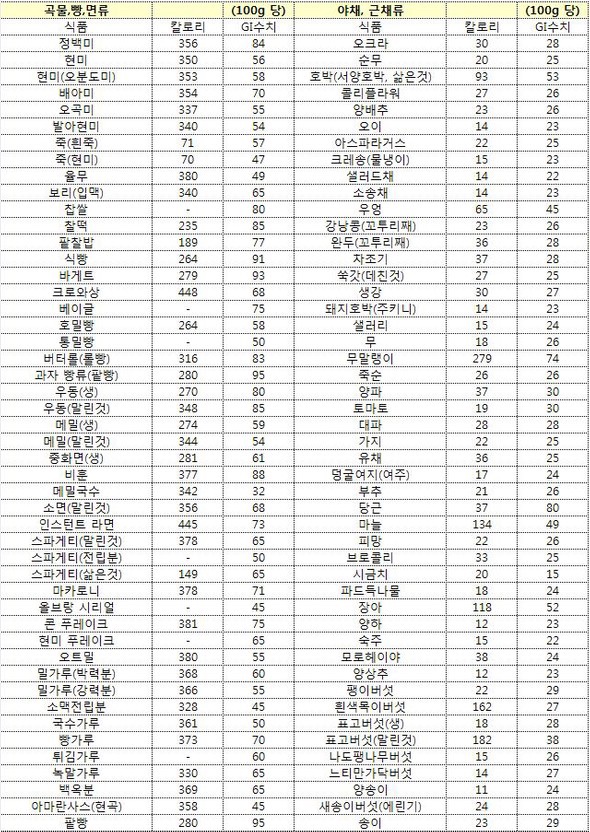 곡물,빵,면류 (100g 당) 야채, 근채류 (100g 당)
식품 칼로리 GI수치 식품 칼로리 GI수치
정백미 356 84 오크라 30 28
현미 350 56 순무 20 25
현미(오분도미) 353 58 호박(서양호박, 삶은것) 93 53
배아미 354 70 콜리플라워 27 26
오곡미 337 55 양배추 23 26
발아현미 340 54 오이 14 23
죽(흰죽) 71 57 아스파라거스 22 25
죽(현미) 70 47 크레송(물냉이) 15 23
율무 380 49 샐러드채 14 22
보리(입맥) 340 65 소송채 14 23
찹쌀 - 80 우엉 65 45
찰떡 235 85 강낭콩(꼬투리째) 23 26
팥찰밥 189 77 완두(꼬투리째) 36 28
식빵 264 91 차조기 37 28
바게트 279 93 쑥갓(데친것) 27 25
크로와상 448 68 생강 30 27
베이글 - 75 돼지호박(주키니) 14 23
호밀빵 264 58 샐러리 15 24
통밀빵 - 50 무 18 26
버터롤(롤빵) 316 83 무말랭이 279 74
과자 빵류(팥빵) 280 95 죽순 26 26
우동(생) 270 80 양파 37 30
우동(말린것) 348 85 토마토 19 30
메밀(생) 274 59 대파 28 28
메밀(말린것) 344 54 가지 22 25
중화면(생) 281 61 유채 36 25
비훈 377 88 덩굴여지(여주) 17 24
메밀국수 342 32 부추 21 26
소면(말린것) 356 68 당근 37 80
인스턴트 라면 445 73 마늘 134 49
스파게티(말린것) 378 65 피망 22 26
스파게티(전립분) - 50 브로콜리 33 25
스파게티(삶은것) 149 65 시금치 20 15
마카로니 378 71 파드득나물 18 24
올브랑 시리얼 - 45 장아 118 52
콘 푸레이크 381 75 양하 12 23
현미 푸레이크 - 65 숙주 15 22
오트밀 380 55 모로헤이야 38 24
밀가루(박력분) 368 60 양상추 12 23
밀가루(강력분) 366 55 팽이버섯 22 29
소맥전립분 328 45 흰색목이버섯 162 27
국수가루 361 50 표고버섯(생) 18 28
빵가루 373 70 표고버섯(말린것) 182 38
튀김가루 - 60 나도팽나무버섯 15 26
녹말가루 330 65 느티만가닥버섯 14 27
백옥분 369 65 양송이 11 24
아마란사스(현곡) 358 45 새송이버섯(에린기) 24 28
팥빵 280 95 송이 23 29